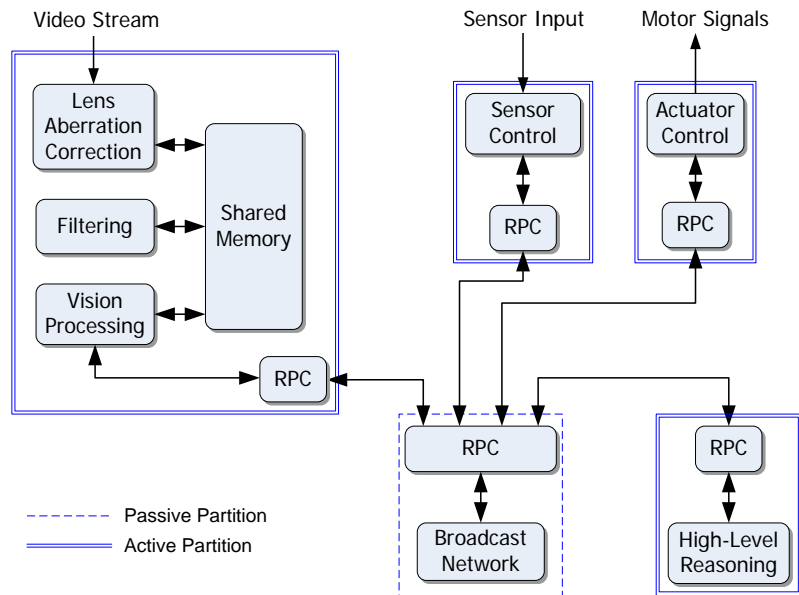 Video Stream
Sensor Input
Motor Signals
Lens
Aberration
Correction
Filtering
Vision
Processing
Shared
Memory
RPC
Sensor
Control
RPC
Actuator
Control
RPC
RPC
Broadcast
Network
RPC
High-Level
Reasoning
Passive Partition
Active Partition